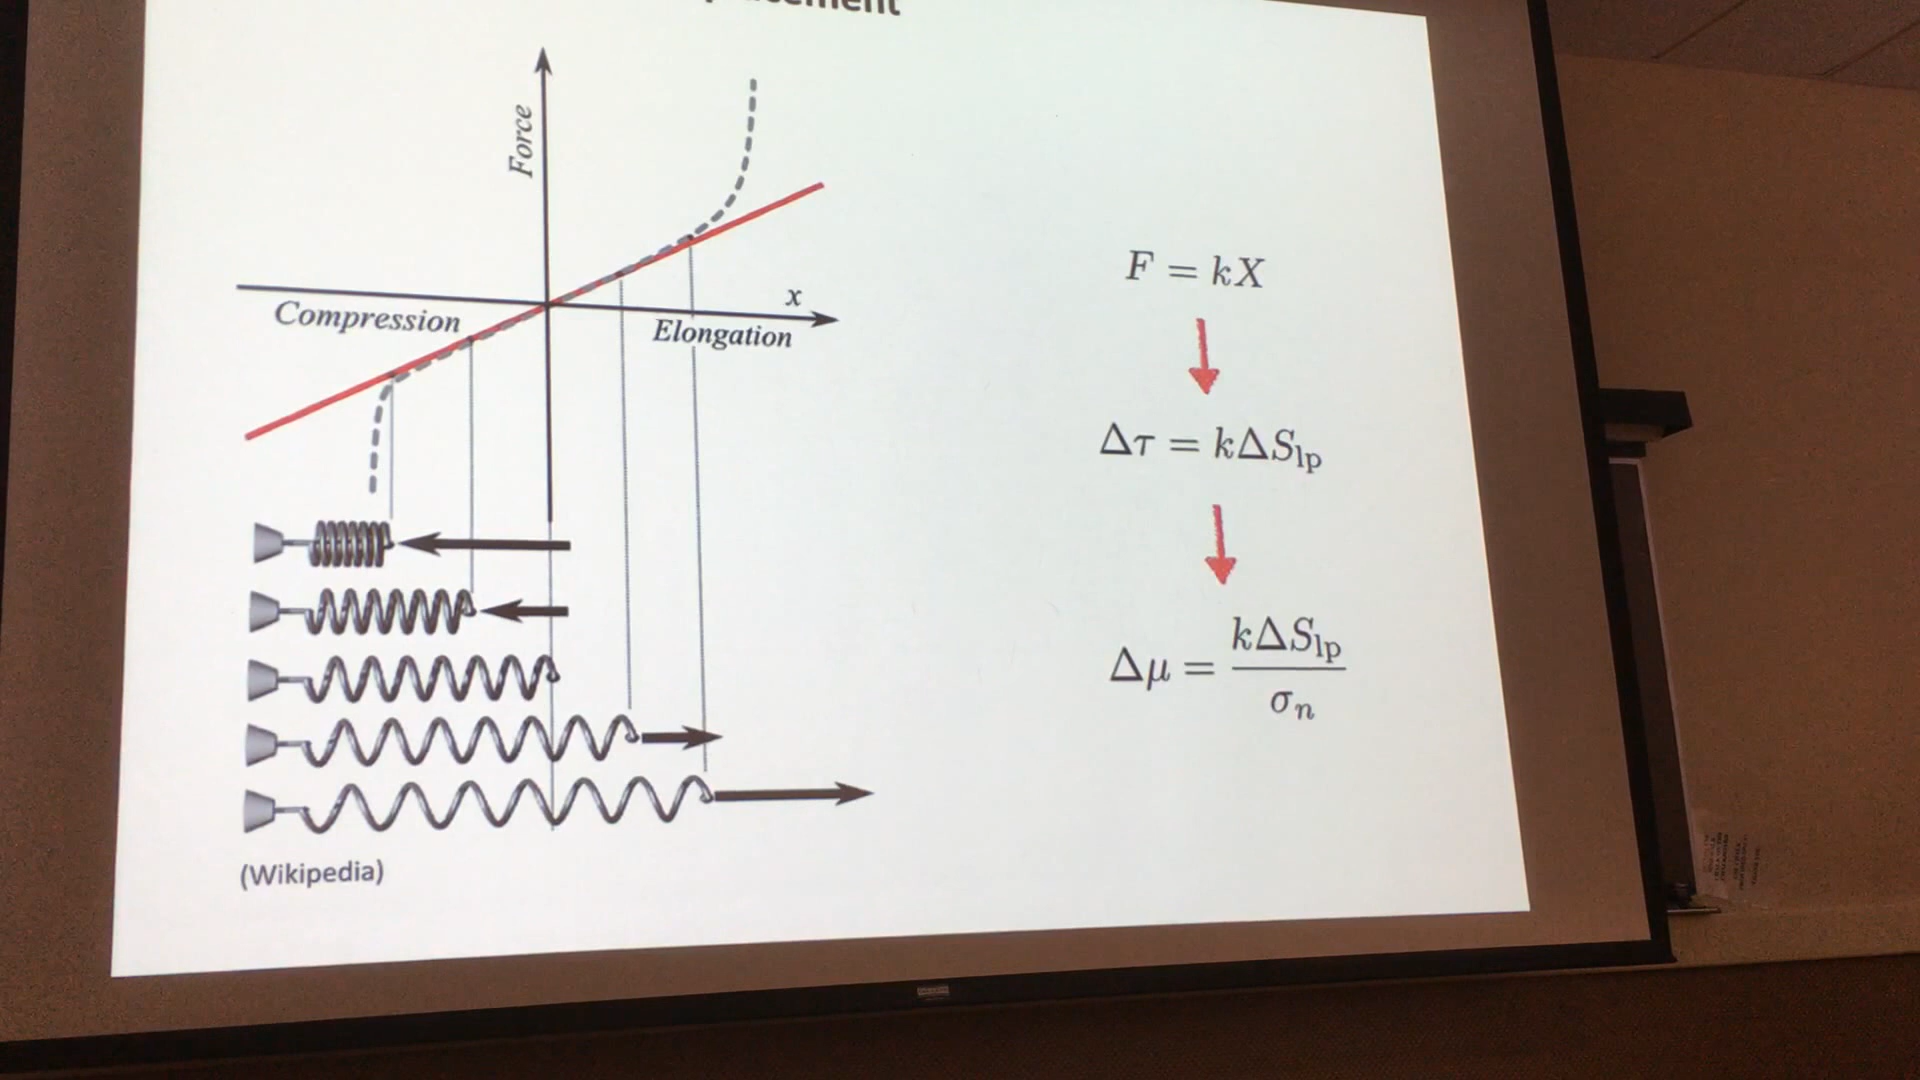 Force
x
Compression
Elongation
F = kX
Δτ = kΔS_lp
Δμ = kΔS_lp / σ_n
(Wikipedia)